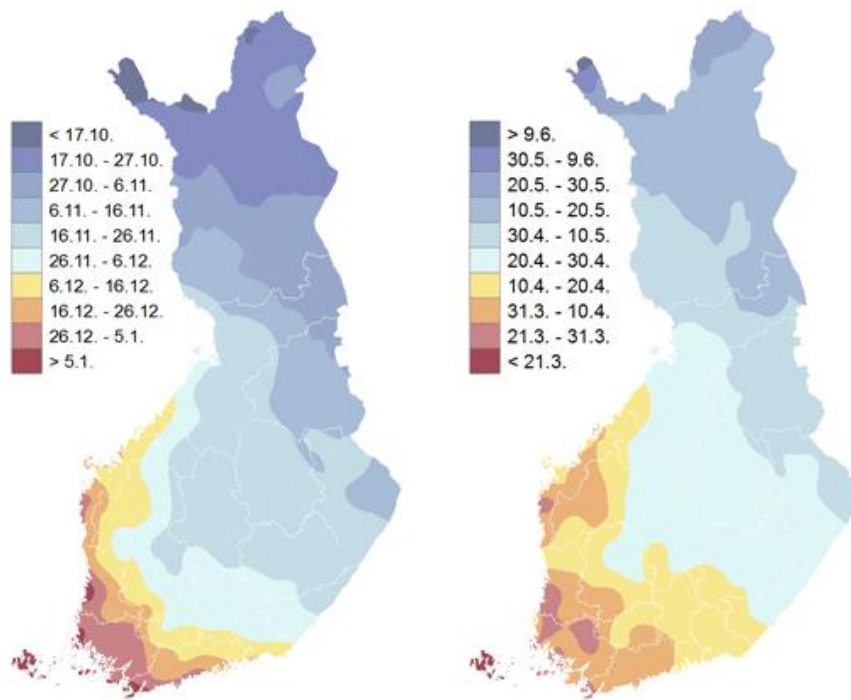 < 17.10.
17.10. - 27.10.
27.10. - 6.11.
6.11. - 16.11.
16.11. - 26.11.
26.11. - 6.12.
6.12. - 16.12.
16.12. - 26.12.
26.12. - 5.1.
> 5.1.
> 9.6.
30.5. - 9.6.
20.5. - 30.5.
10.5. - 20.5.
30.4. - 10.5.
20.4. - 30.4.
10.4. - 20.4.
31.3. - 10.4.
21.3. - 31.3.
< 21.3.